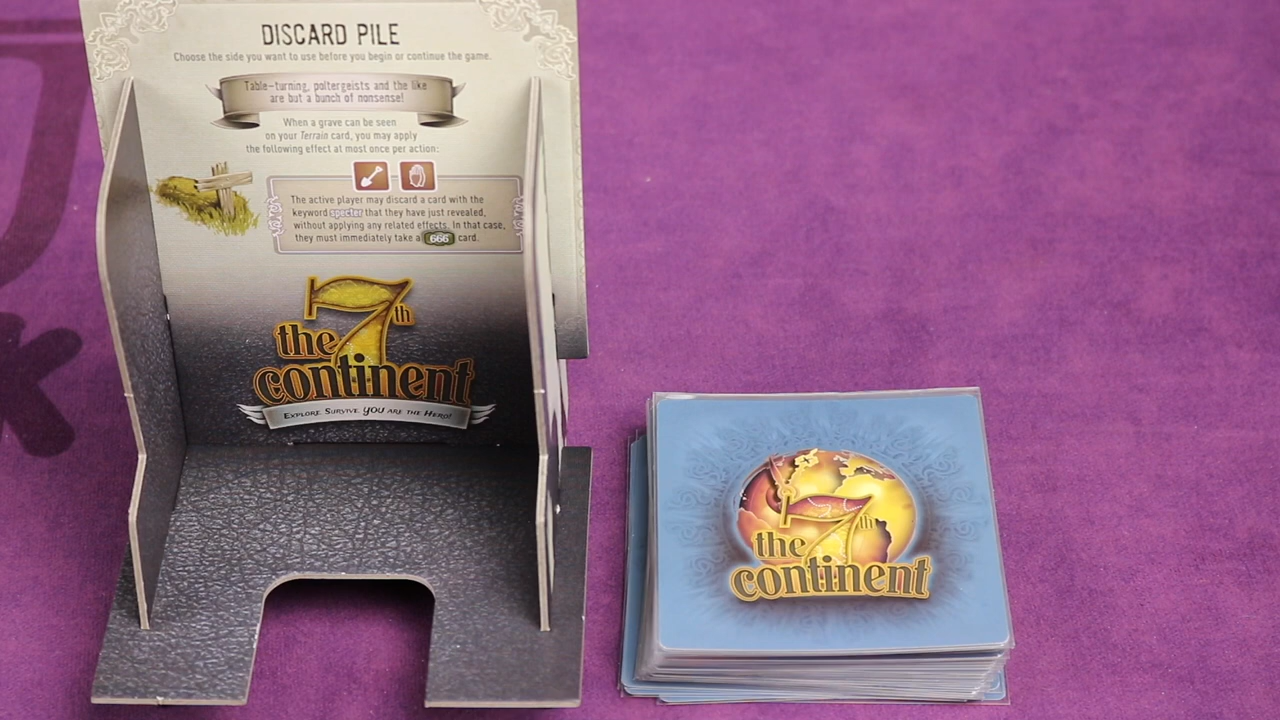 DISCARD PILE
Choose the side you want to use before you begin or continue the game.
Table-turning, poltergeists and the like
are but a bunch of nonsense!
When a grave can be seen
on your Terrain card, you may apply
the following effect at most once per action:
The active player may discard a card with the
keyword specter that they have just revealed,
without applying any related effects. In that case,
they must immediately take a 666 card.
the 7th
continent
EXPLORE. SURVIVE. YOU ARE THE HERO!
the 7th
continent